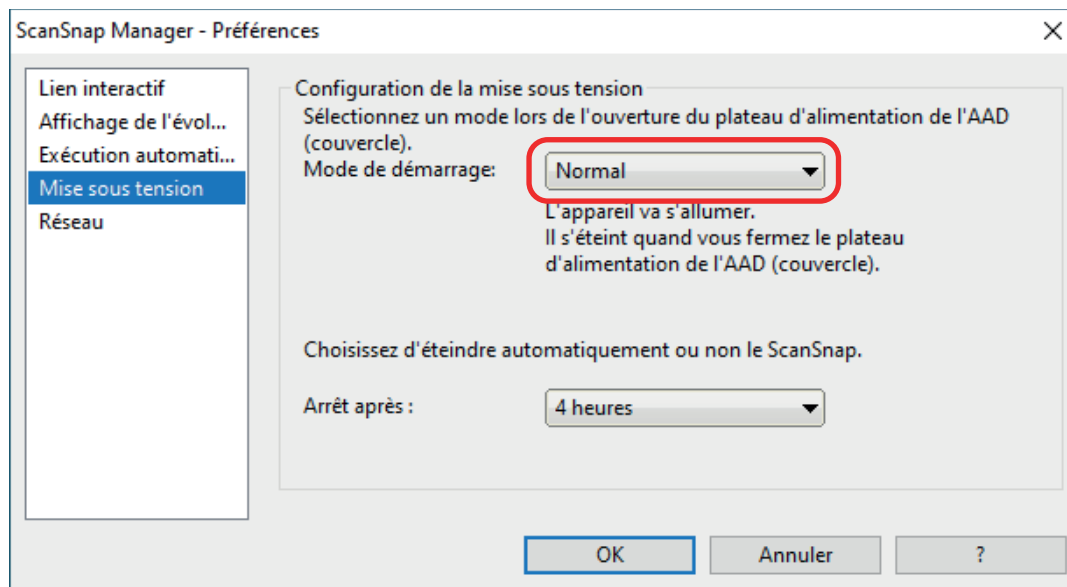 ScanSnap Manager - Préférences
Lien interactif
Affichage de l'évol...
Exécution automati...
Mise sous tension
Réseau
Configuration de la mise sous tension
Sélectionnez un mode lors de l'ouverture du plateau d'alimentation de l'AAD
(couvercle).
Mode de démarrage:
Normal
L'appareil va s'allumer.
Il s'éteint quand vous fermez le plateau
d'alimentation de l'AAD (couvercle).
Choisissez d'éteindre automatiquement ou non le ScanSnap.
Arrêt après :
4 heures
OK
Annuler
?